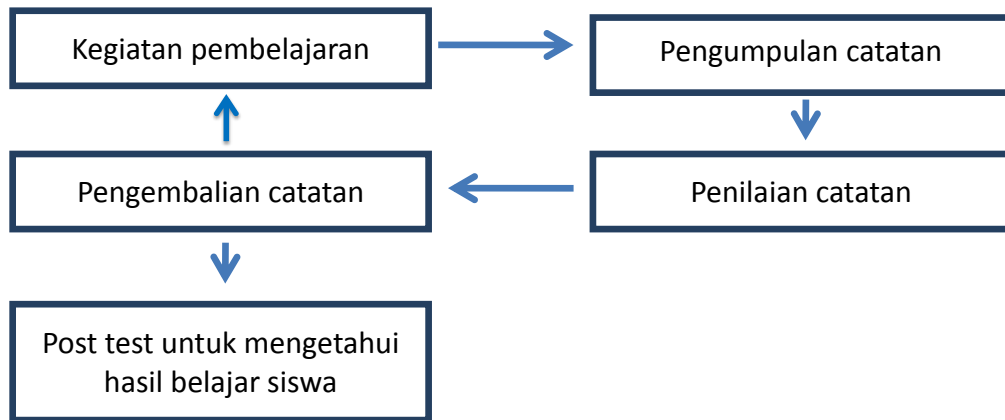 Kegiatan pembelajaran
Pengumpulan catatan
Pengembalian catatan
Penilaian catatan
Post test untuk mengetahui
hasil belajar siswa